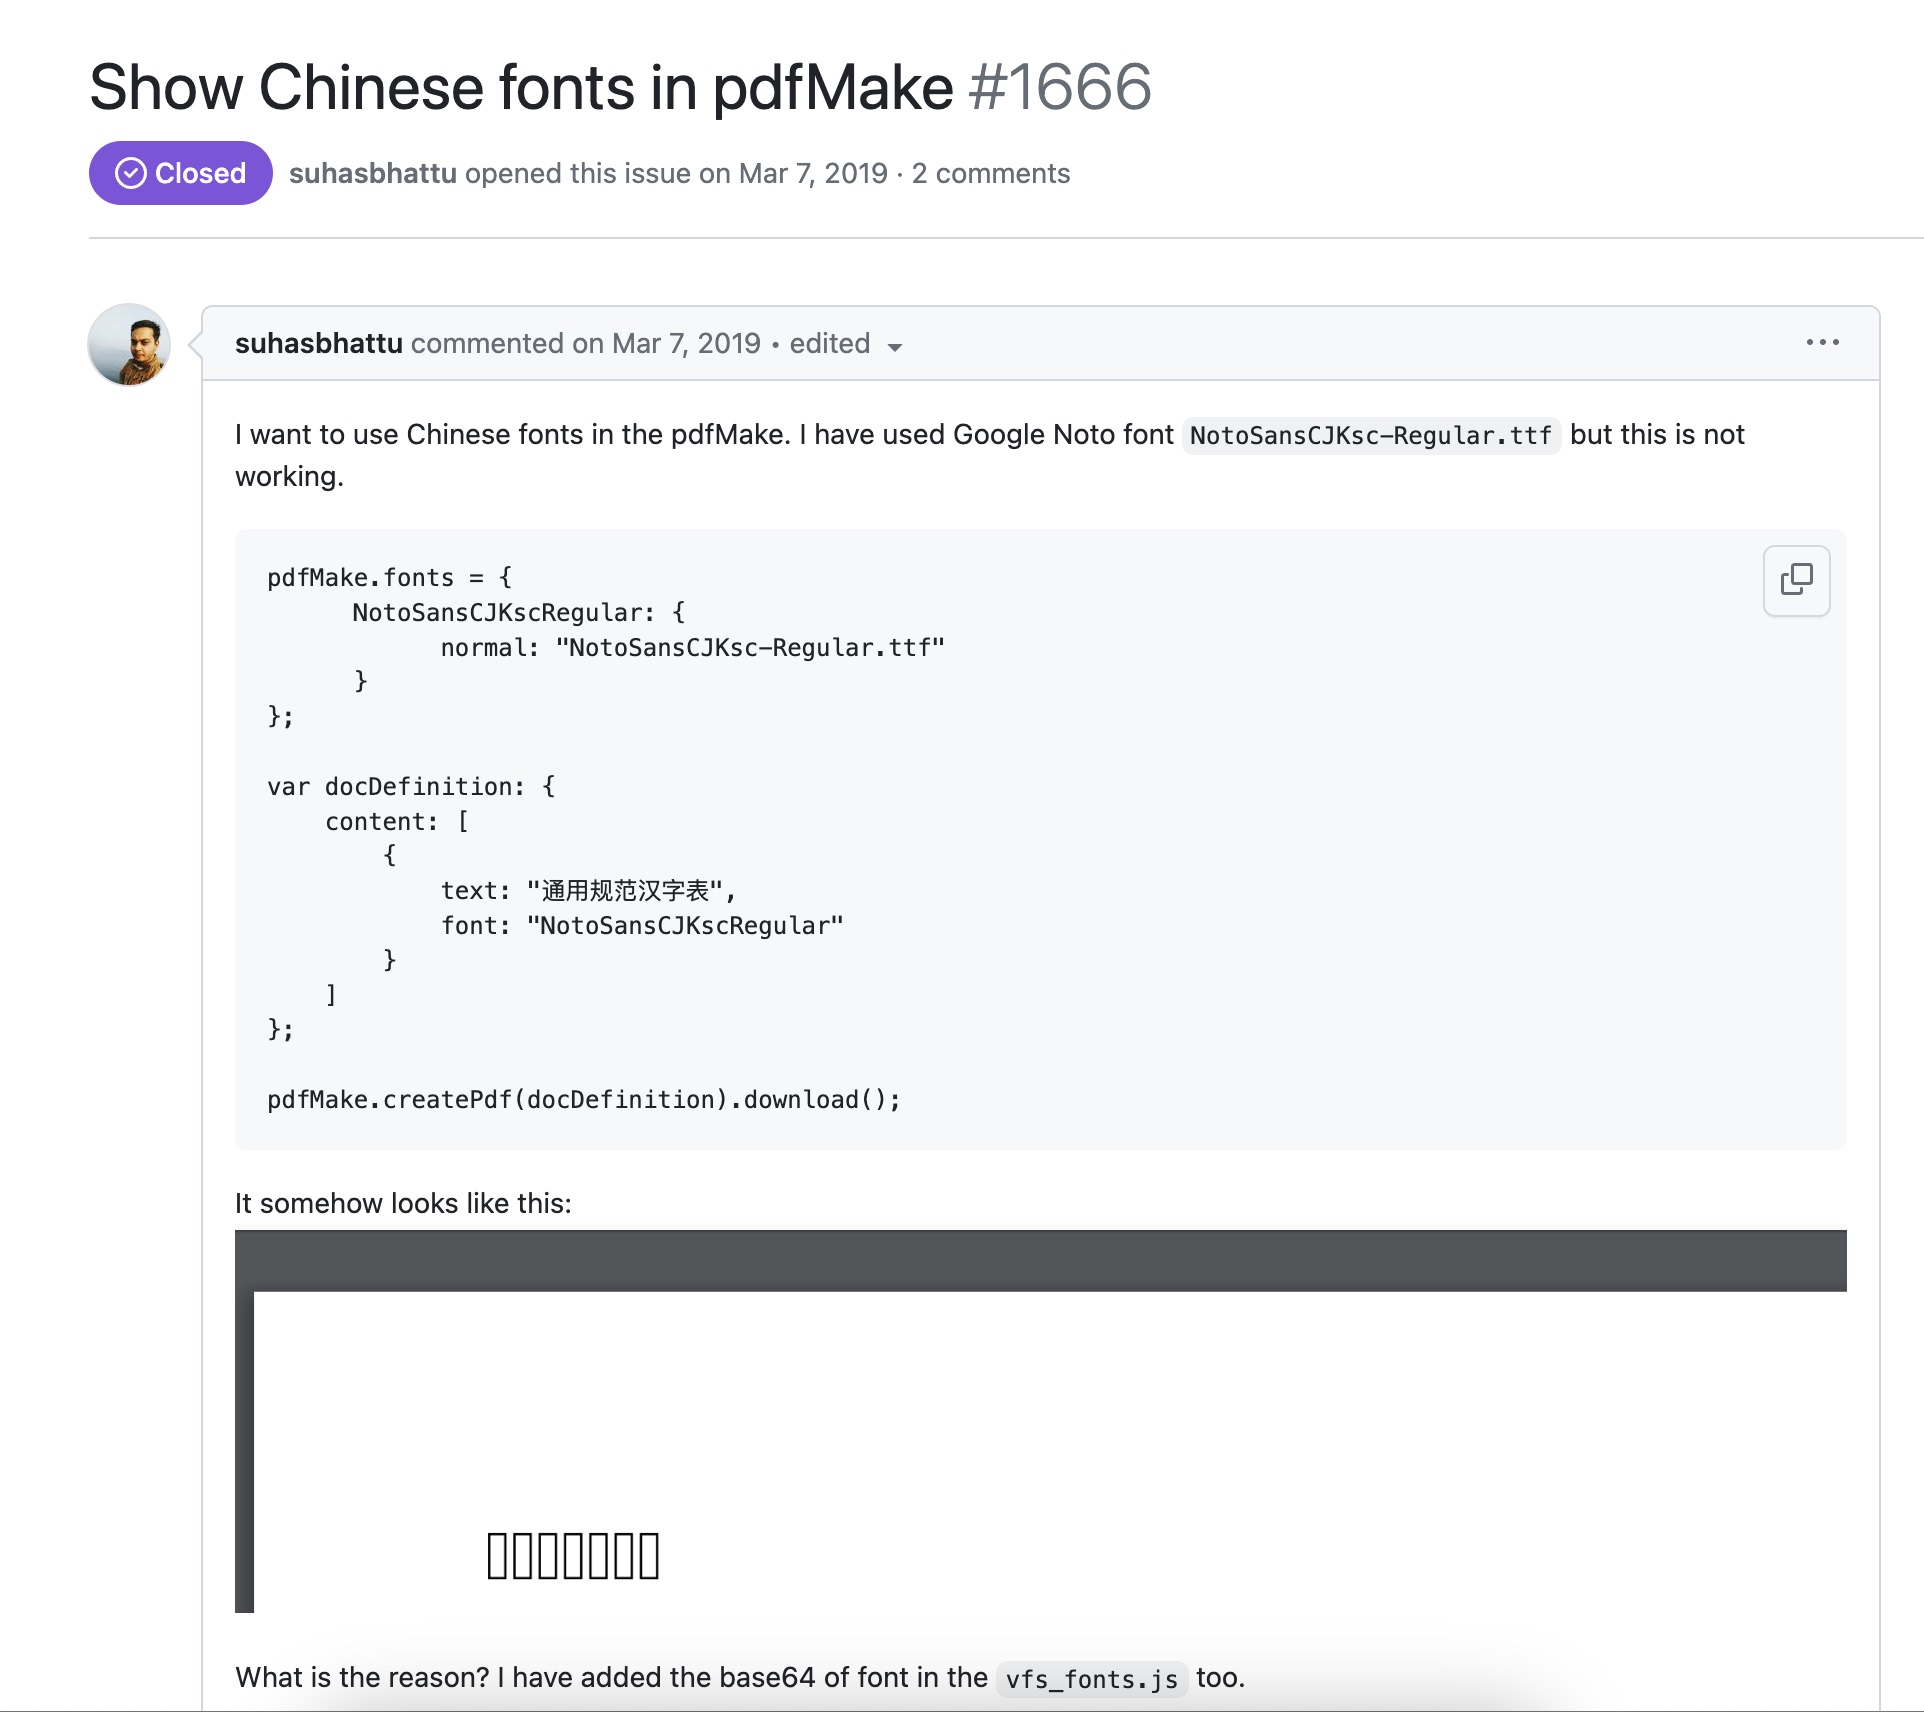 Show Chinese fonts in pdfMake #1666
Closed suhasbhattu opened this issue on Mar 7, 2019 · 2 comments
suhasbhattu commented on Mar 7, 2019 • edited
I want to use Chinese fonts in the pdfMake. I have used Google Noto font NotoSansCJKsc-Regular.ttf but this is not
working.
pdfMake.fonts = {
NotoSansCJKscRegular: {
normal: "NotoSansCJKsc-Regular.ttf"
}
};
var docDefinition: {
content: [
{
text: "通用规范汉字表",
font: "NotoSansCJKscRegular"
}
]
};
pdfMake.createPdf(docDefinition).download();
It somehow looks like this:
What is the reason? I have added the base64 of font in the vfs_fonts.js too.